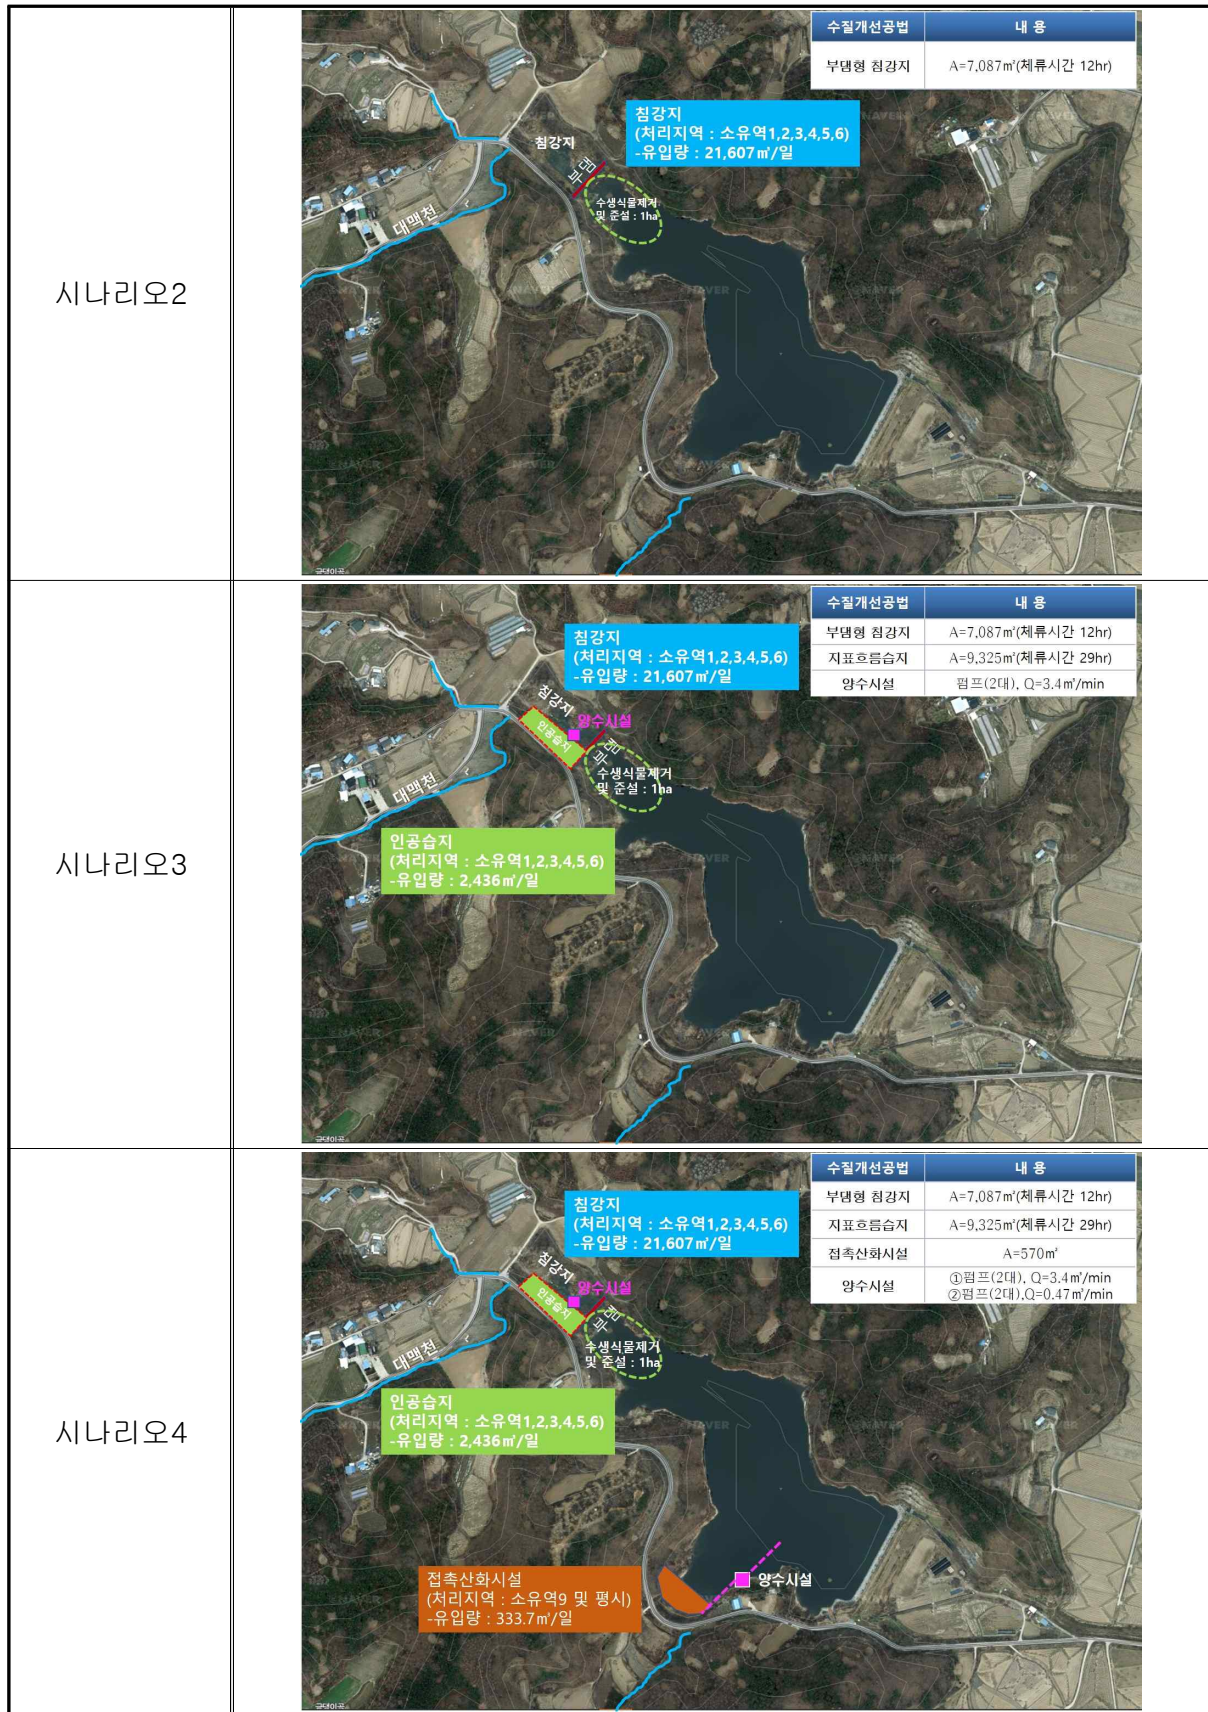 시나리오2
수질개선공법 내 용
부댐형 침강지 A=7,087㎡(체류시간 12hr)
침강지
(처리지역 : 소유역1,2,3,4,5,6)
-유입량 : 21,607㎥/일
침강지
부댐
수생식물제거
및 준설 : 1ha
대맥천
NAVER
시나리오3
수질개선공법 내 용
부댐형 침강지 A=7,087㎡(체류시간 12hr)
지표흐름습지 A=9,325㎡(체류시간 29hr)
양수시설 펌프(2대), Q=3.4㎥/min
침강지
(처리지역 : 소유역1,2,3,4,5,6)
-유입량 : 21,607㎥/일
침강지
양수시설
인공습지
부댐
수생식물제거
및 준설 : 1ha
대맥천
인공습지
(처리지역 : 소유역1,2,3,4,5,6)
-유입량 : 2,436㎥/일
NAVER
시나리오4
수질개선공법 내 용
부댐형 침강지 A=7,087㎡(체류시간 12hr)
지표흐름습지 A=9,325㎡(체류시간 29hr)
접촉산화시설 A=570㎡
양수시설 ①펌프(2대), Q=3.4㎥/min
②펌프(2대),Q=0.47㎥/min
침강지
(처리지역 : 소유역1,2,3,4,5,6)
-유입량 : 21,607㎥/일
침강지
양수시설
인공습지
부댐
수생식물제거
및 준설 : 1ha
대맥천
인공습지
(처리지역 : 소유역1,2,3,4,5,6)
-유입량 : 2,436㎥/일
NAVER
접촉산화시설
(처리지역 : 소유역9 및 평시)
-유입량 : 333.7㎥/일
양수시설